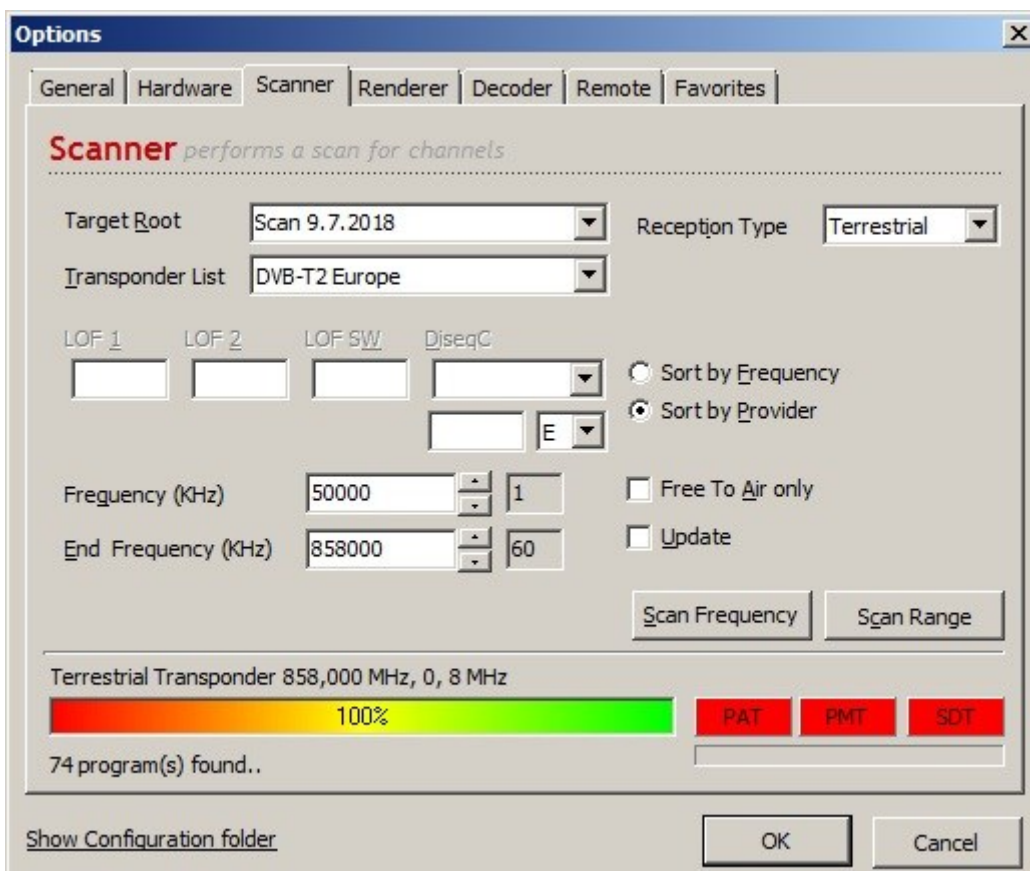 Options
General Hardware Scanner Renderer Decoder Remote Favorites
Scanner performs a scan for channels
Target Root Scan 9.7.2018 Reception Type Terrestrial
Transponder List DVB-T2 Europe
LOF 1 LOF 2 LOF SW DiseqC
Sort by Frequency
Sort by Provider
E
Frequency (KHz) 50000 1 Free To Air only
End Frequency (KHz) 858000 60 Update
Scan Frequency Scan Range
Terrestrial Transponder 858,000 MHz, 0, 8 MHz
100% PAT PMT SDT
74 program(s) found..
Show Configuration folder OK Cancel